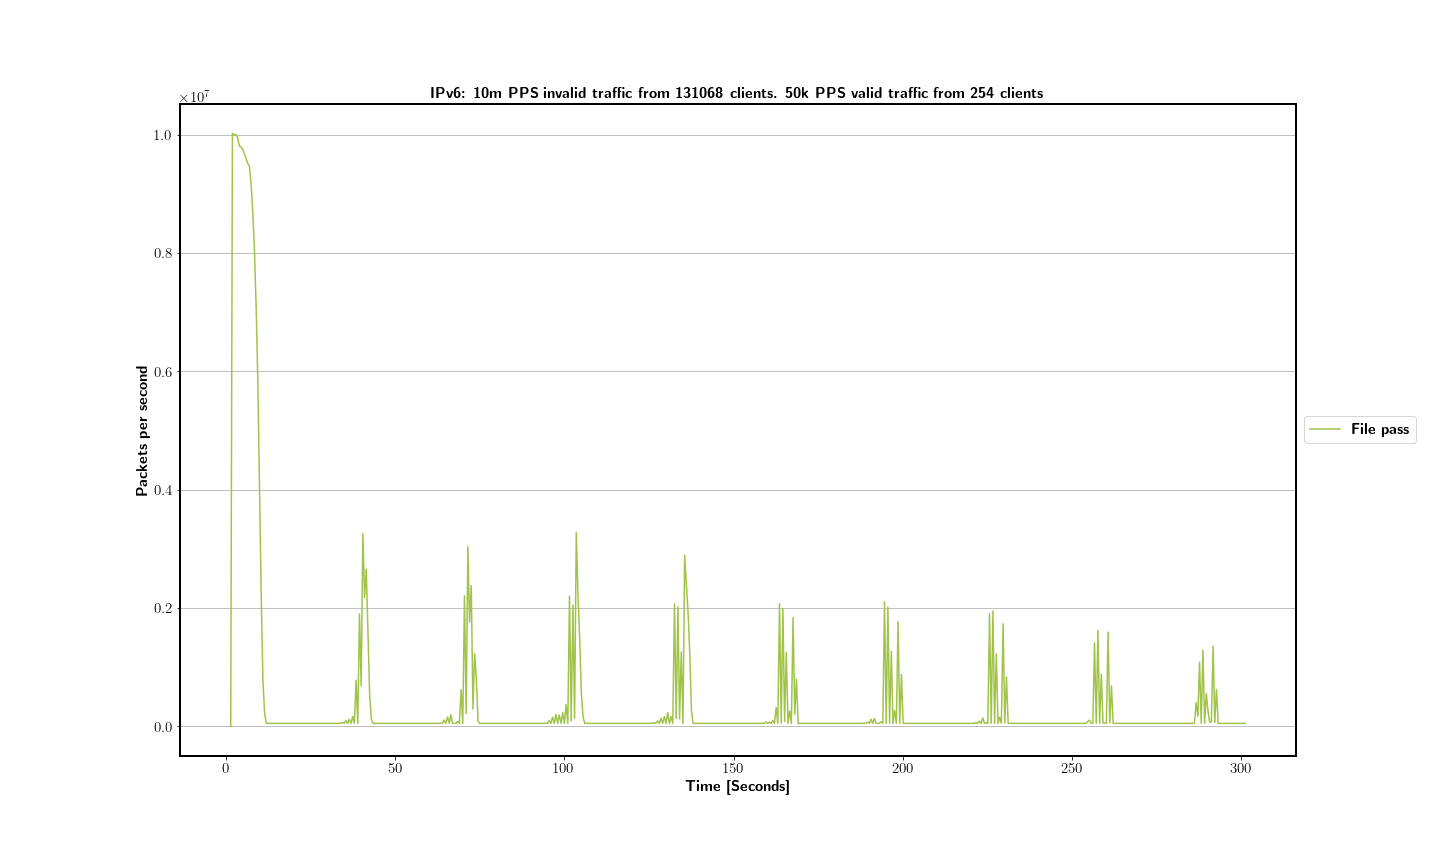 IPv6: 10m PPS invalid traffic from 131068 clients. 50k PPS valid traffic from 254 clients
×10⁷
1.0
0.8
0.6
0.4
0.2
0.0
Packets per second
0 50 100 150 200 250 300
Time [Seconds]
File pass